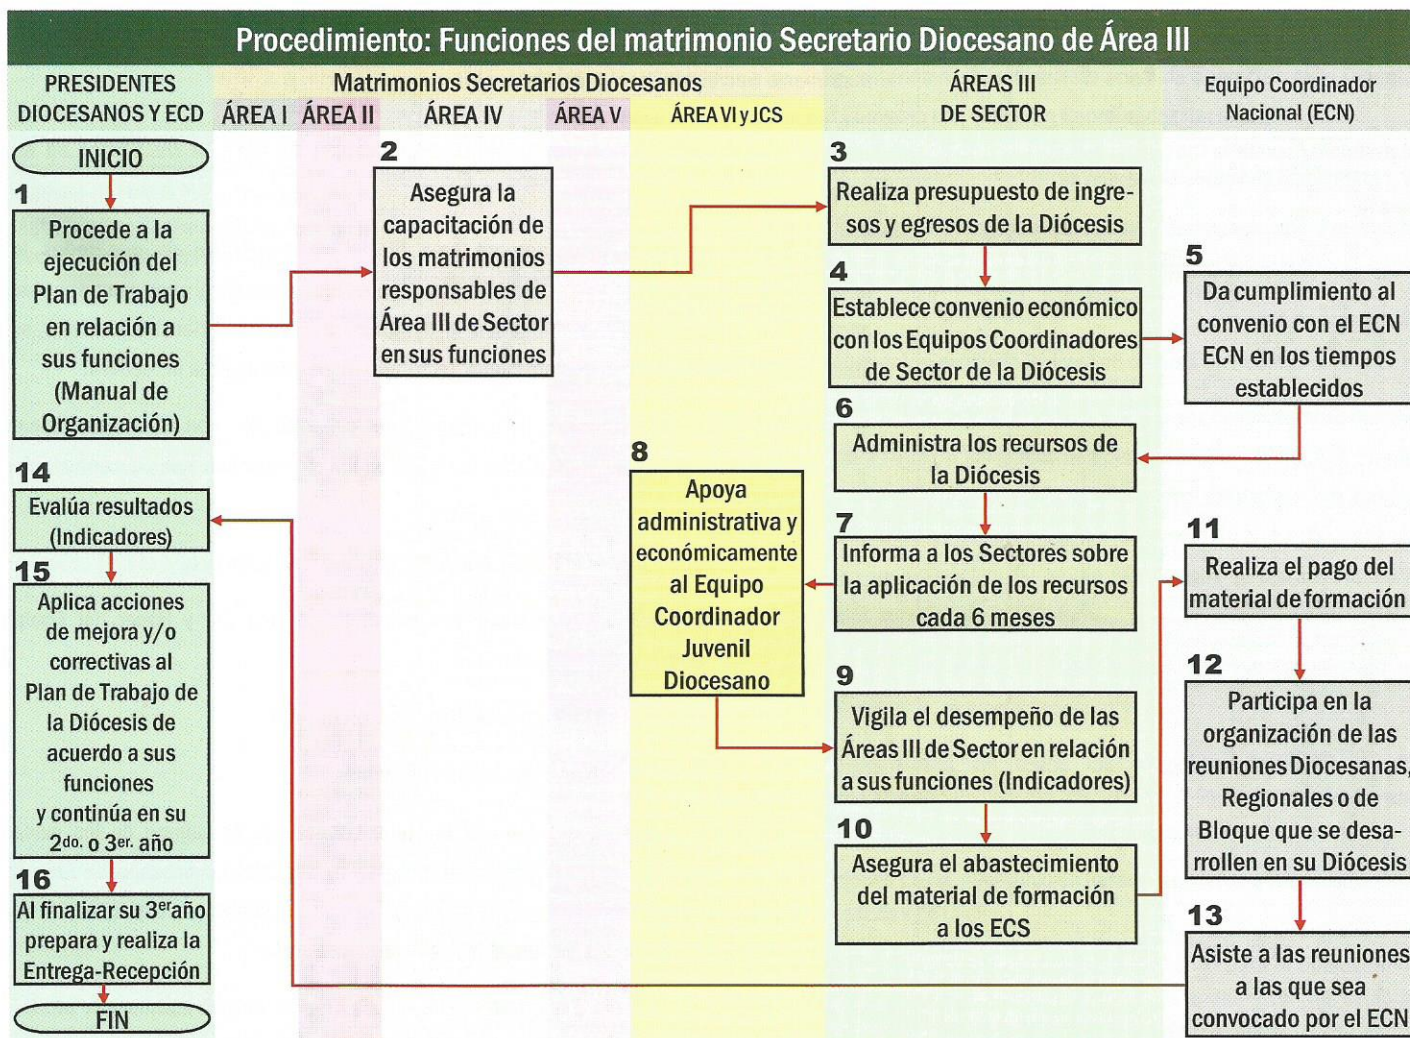 Procedimiento: Funciones del matrimonio Secretario Diocesano de Área III
PRESIDENTES
DIOCESANOS Y ECD
Matrimonios Secretarios Diocesanos
ÁREA I
ÁREA II
ÁREA IV
ÁREA V
ÁREA VI y JCS
ÁREAS III
DE SECTOR
Equipo Coordinador
Nacional (ECN)
INICIO
1
Procede a la
ejecución del
Plan de Trabajo
en relación a
sus funciones
(Manual de
Organización)
2
Asegura la
capacitación de
los matrimonios
responsables de
Área III de Sector
en sus funciones
3
Realiza presupuesto de ingre-
sos y egresos de la Diócesis
4
Establece convenio económico
con los Equipos Coordinadores
de Sector de la Diócesis
5
Da cumplimiento al
convenio con el ECN
ECN en los tiempos
establecidos
6
Administra los recursos de
la Diócesis
7
Informa a los Sectores sobre
la aplicación de los recursos
cada 6 meses
8
Apoya
administrativa y
económicamente
al Equipo
Coordinador
Juvenil
Diocesano
9
Vigila el desempeño de las
Áreas III de Sector en relación
a sus funciones (Indicadores)
10
Asegura el abastecimiento
del material de formación
a los ECS
11
Realiza el pago del
material de formación
12
Participa en la
organización de las
reuniones Diocesanas,
Regionales o de
Bloque que se desa-
rrollen en su Diócesis
13
Asiste a las reuniones
a las que sea
convocado por el ECN
14
Evalúa resultados
(Indicadores)
15
Aplica acciones
de mejora y/o
correctivas al
Plan de Trabajo de
la Diócesis de
acuerdo a sus
funciones
y continúa en su
2do. o 3er. año
16
Al finalizar su 3er año
prepara y realiza la
Entrega-Recepción
FIN